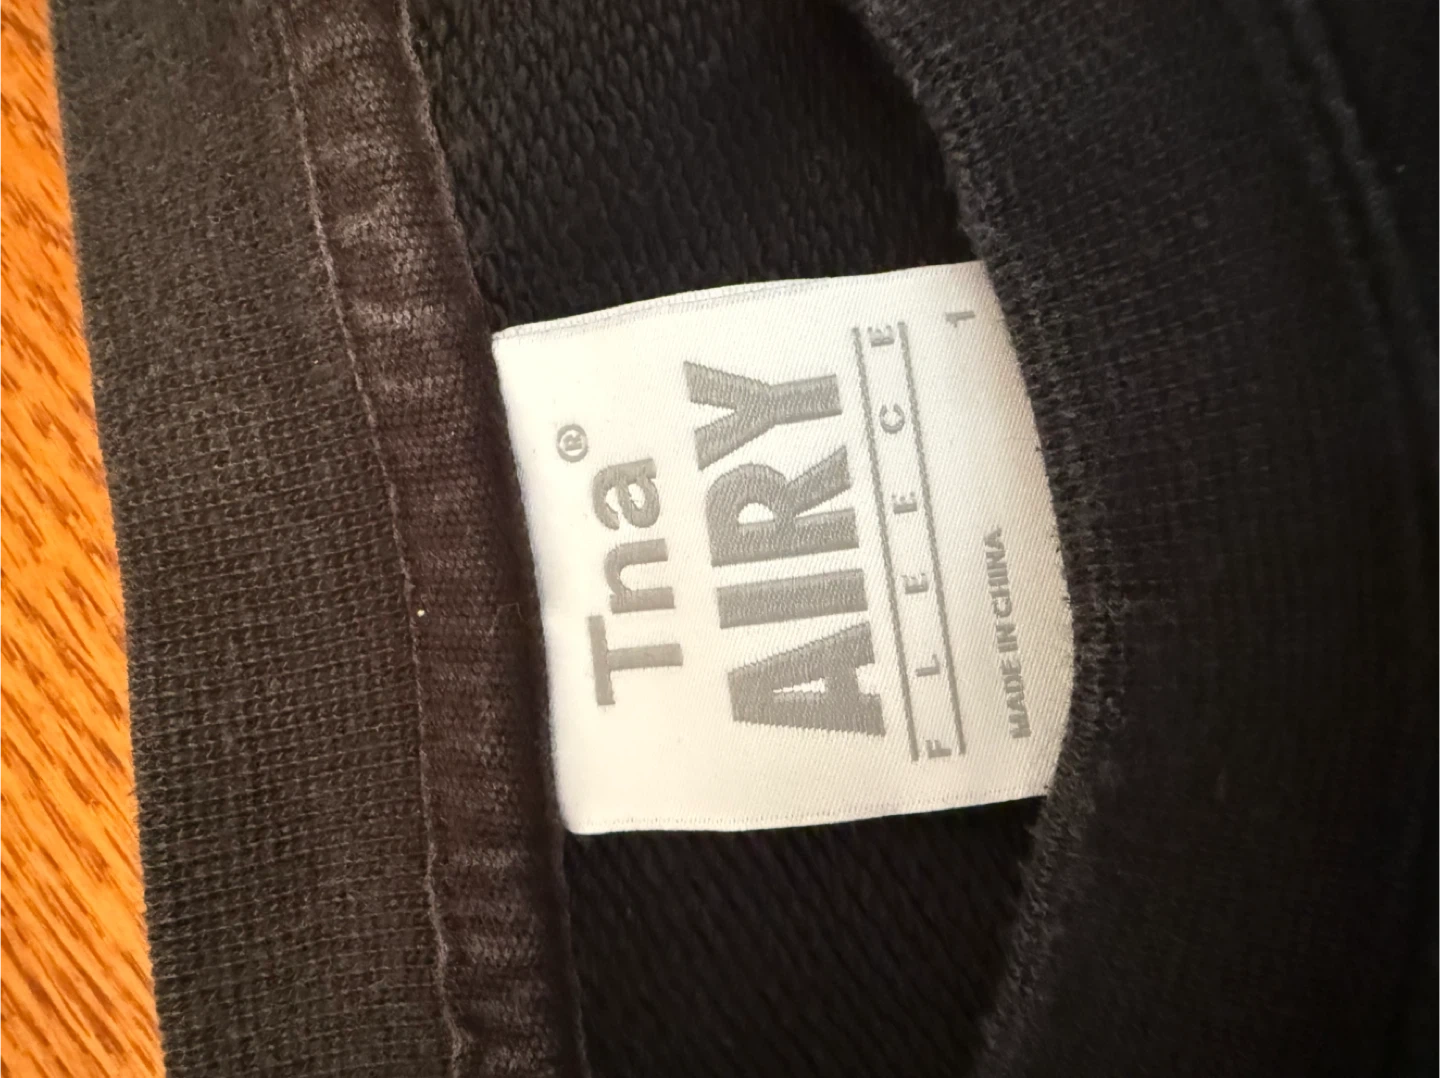 Tna®
AIRY
FLEECE
1
MADE IN CHINA